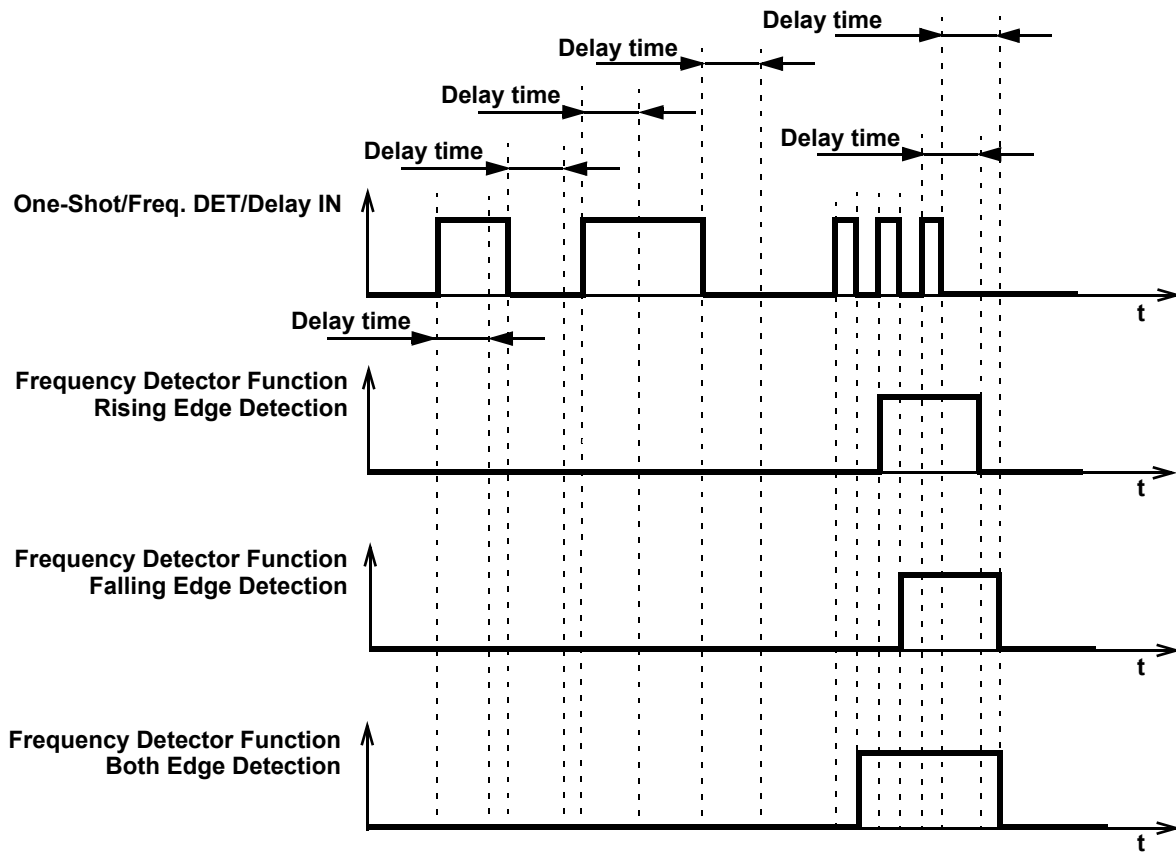 Delay time
Delay time
Delay time
Delay time
Delay time
One-Shot/Freq. DET/Delay IN
t
Delay time
Frequency Detector Function
Rising Edge Detection
t
Frequency Detector Function
Falling Edge Detection
t
Frequency Detector Function
Both Edge Detection
t